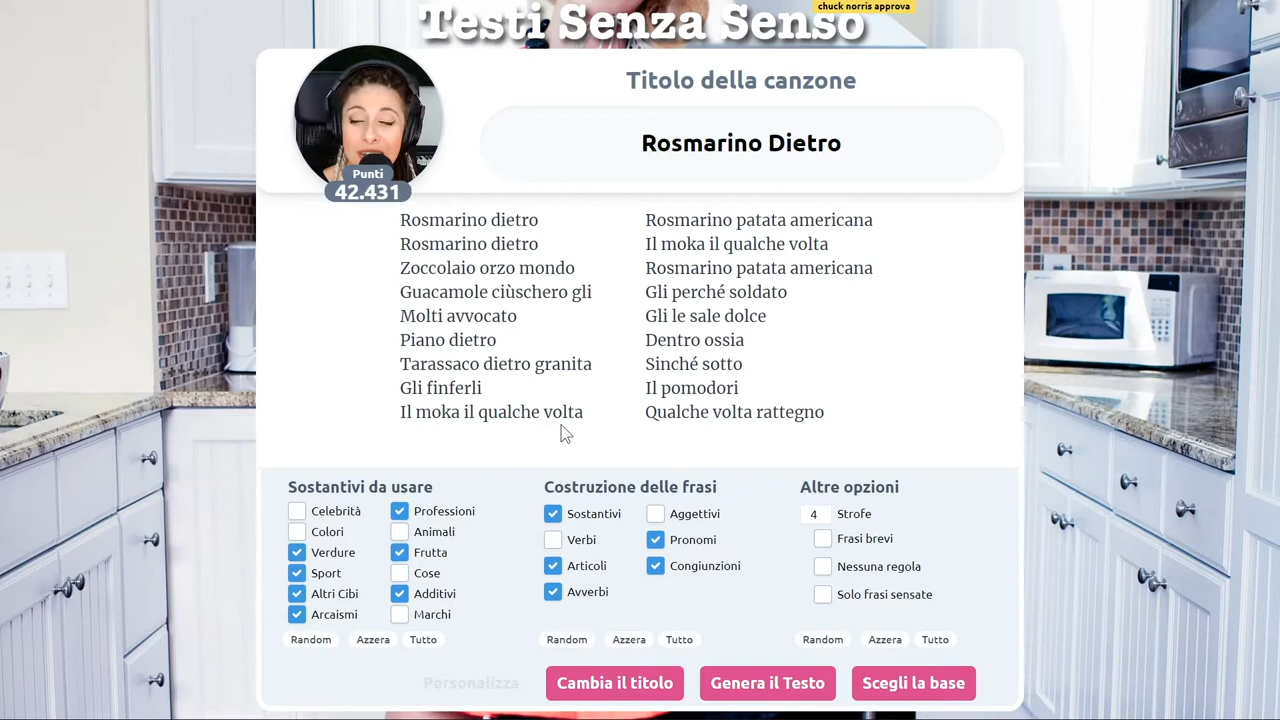 chuck norris approva
Testi Senza Senso
Titolo della canzone
Rosmarino Dietro
Punti
42.431
Rosmarino dietro
Rosmarino dietro
Zoccolaio orzo mondo
Guacamole ciùschero gli
Molti avvocato
Piano dietro
Tarassaco dietro granita
Gli finferli
Il moka il qualche volta
Rosmarino patata americana
Il moka il qualche volta
Rosmarino patata americana
Gli perché soldato
Gli le sale dolce
Dentro ossia
Sinché sotto
Il pomodori
Qualche volta rattegno
Sostantivi da usare
Celebrità
Professioni
Colori
Animali
Verdure
Frutta
Sport
Cose
Altri Cibi
Additivi
Arcaismi
Marchi
Random
Azzera
Tutto
Costruzione delle frasi
Sostantivi
Aggettivi
Verbi
Pronomi
Articoli
Congiunzioni
Avverbi
Random
Azzera
Tutto
Altre opzioni
4 Strofe
Frasi brevi
Nessuna regola
Solo frasi sensate
Random
Azzera
Tutto
Personalizza
Cambia il titolo
Genera il Testo
Scegli la base